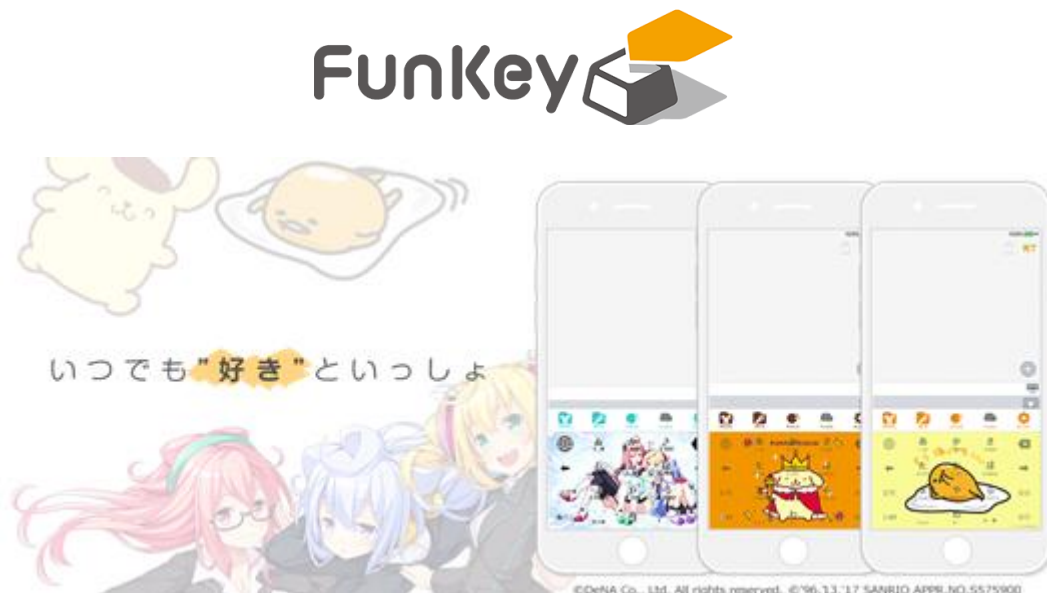 FunKey
いつでも"好き"といっしょ
©DeNA Co., Ltd. All rights reserved. ©'96,'13,'17 SANRIO APPR.NO.S575900